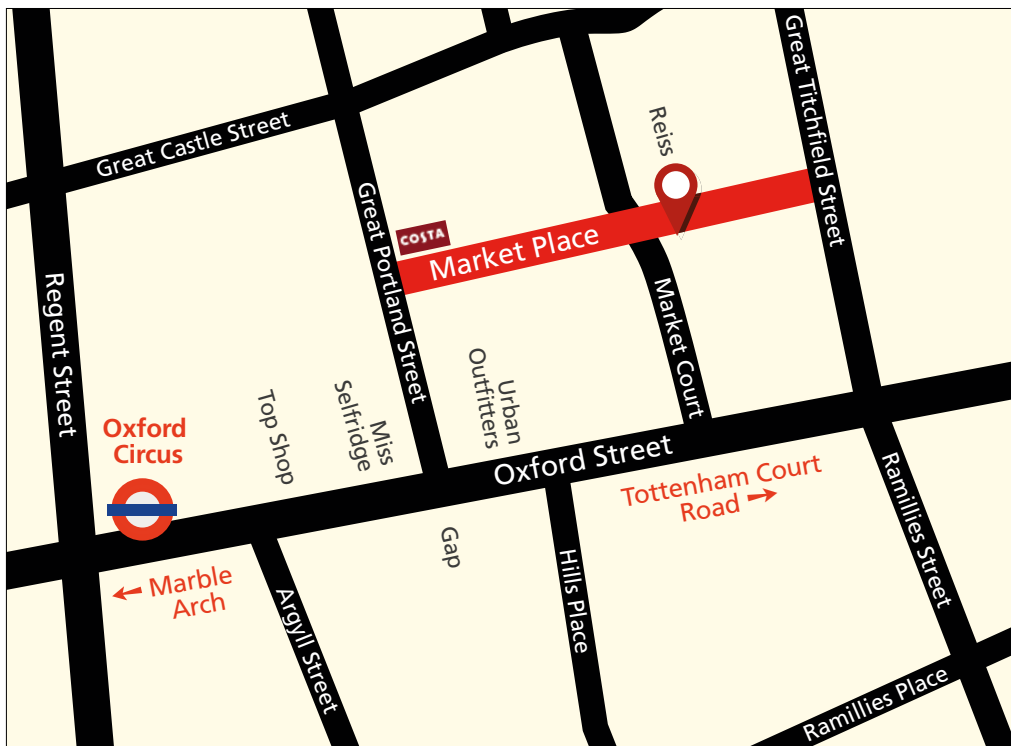 Great Titchfield Street
Great Castle Street
Reiss
Great Portland Street
COSTA
Market Place
Regent Street
Market Court
Urban
Outfitters
Miss
Selfridge
Top Shop
Oxford
Circus
Oxford Street
Tottenham Court
Road
Ramillies Street
Gap
Hills Place
Marble
Arch
Argyll Street
Ramillies Place